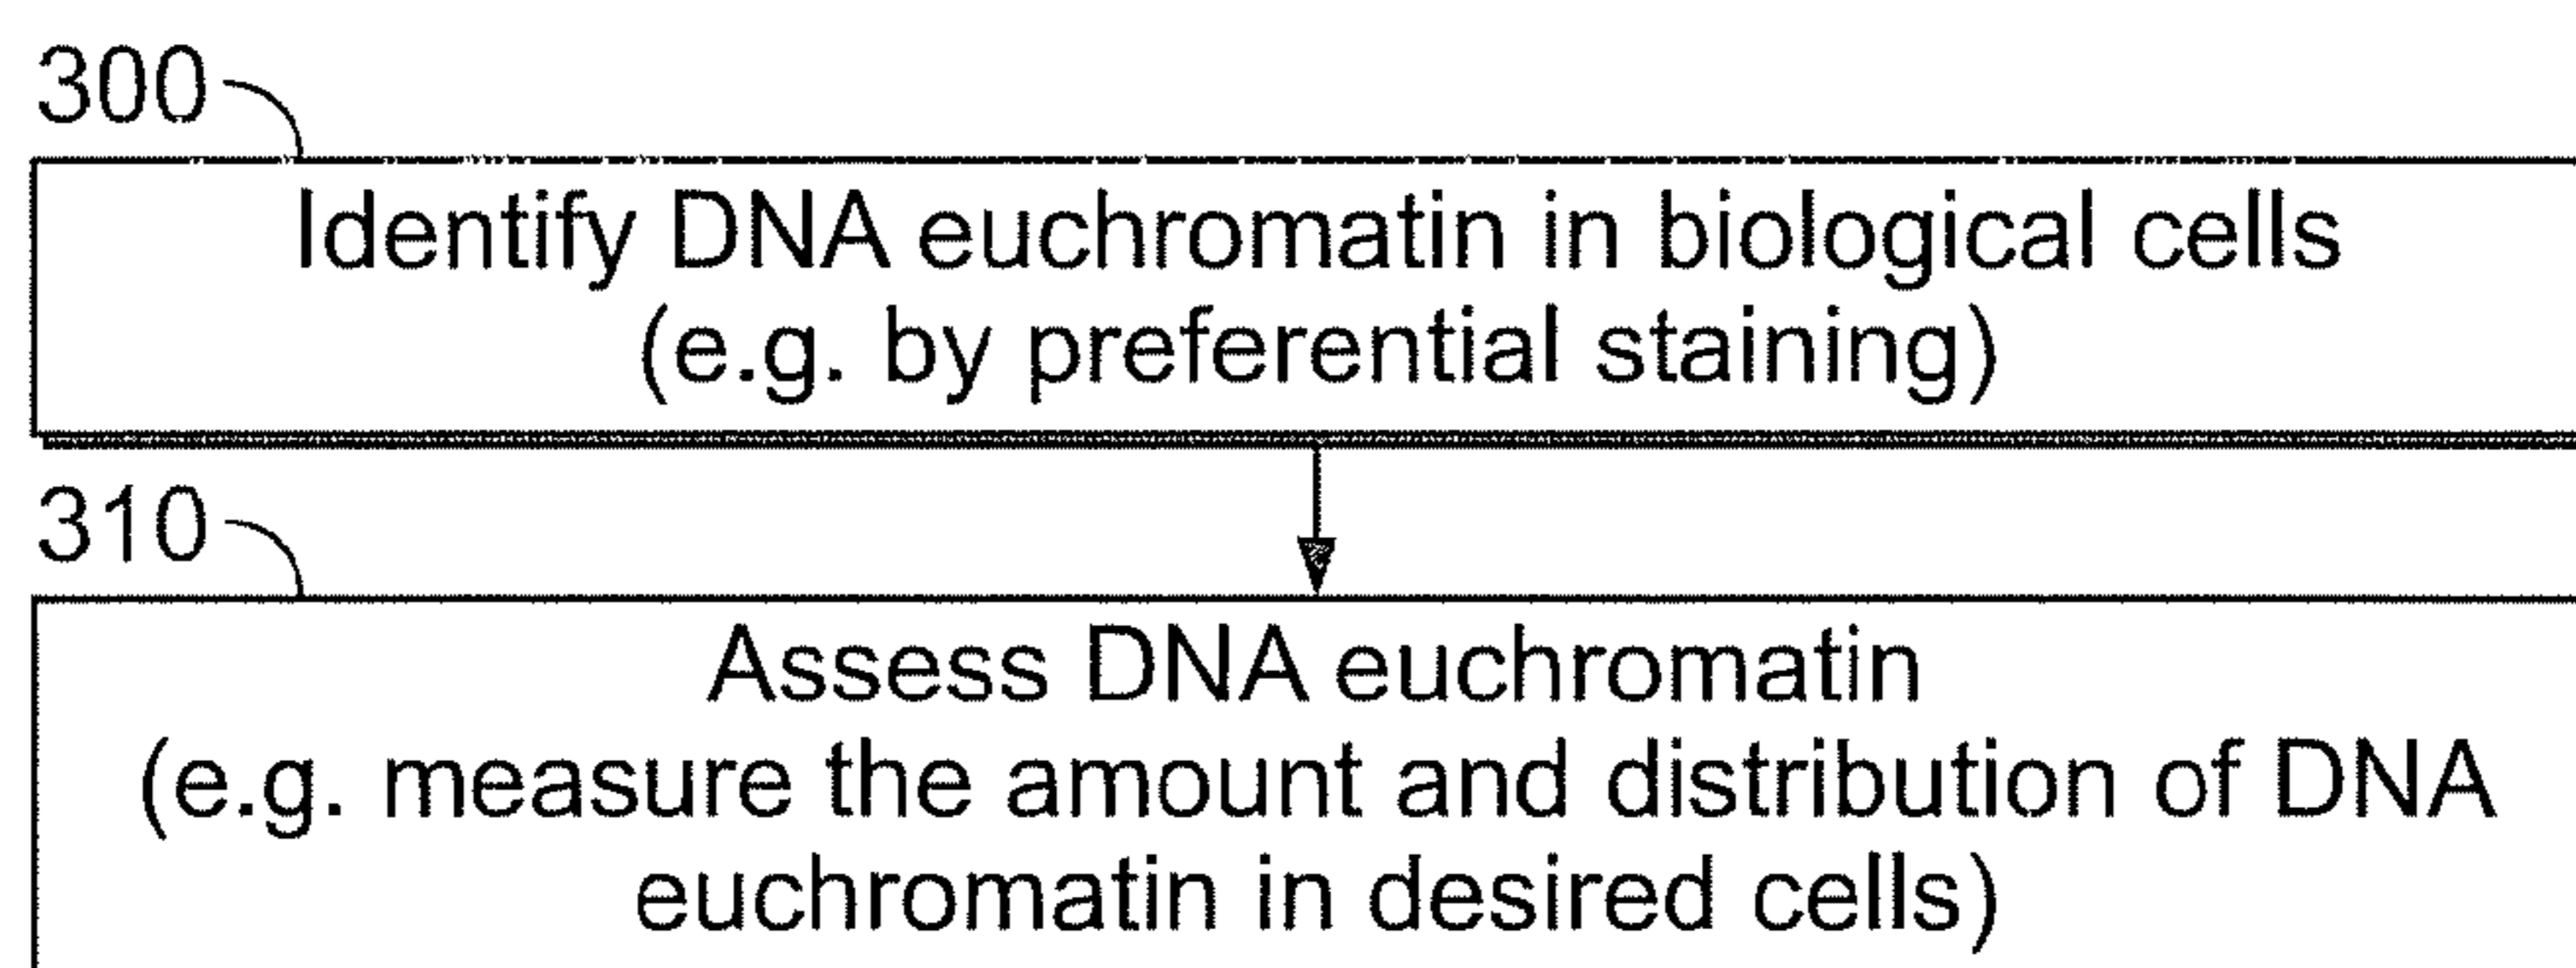 300
Identify DNA euchromatin in biological cells
(e.g. by preferential staining)
310
Assess DNA euchromatin
(e.g. measure the amount and distribution of DNA
euchromatin in desired cells)